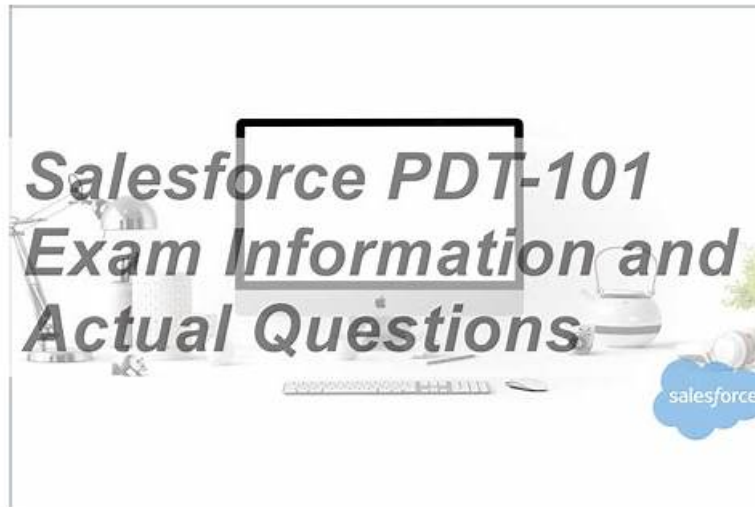 Salesforce PDT-101
Exam Information and
Actual Questions
salesforce